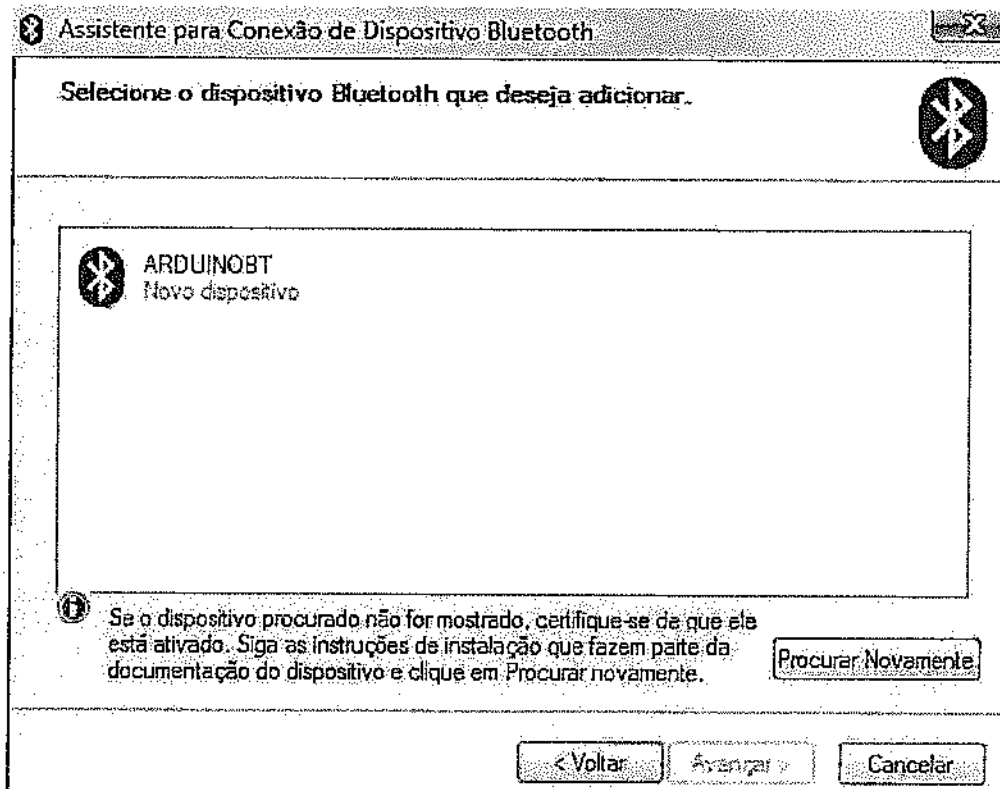 Assistente para Conexão de Dispositivo Bluetooth
Selecione o dispositivo Bluetooth que deseja adicionar.
ARDUINOBT
Novo dispositivo
Se o dispositivo procurado não for mostrado, certifique-se de que ele
está ativado. Siga as instruções de instalação que fazem parte da
documentação do dispositivo e clique em Procurar novamente.
Procurar Novamente
< Voltar
Avançar >
Cancelar